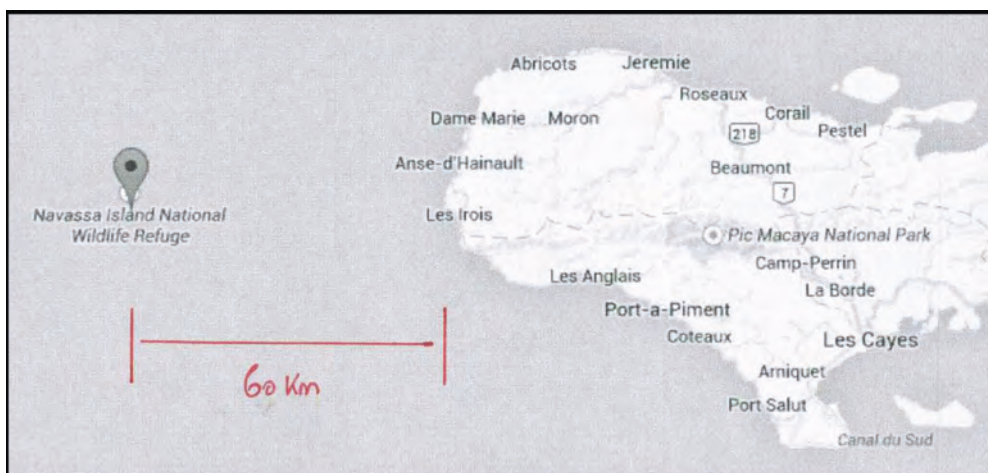 Abricots
Jeremie
Roseaux
Dame Marie
Moron
Corail
218
Pestel
Anse-d'Hainault
Beaumont
7
Navassa Island National
Wildlife Refuge
Les Irois
Pic Macaya National Park
Camp-Perrin
Les Anglais
La Borde
Port-a-Piment
Coteaux
Les Cayes
60 Km
Arniquet
Port Salut
Canal du Sud